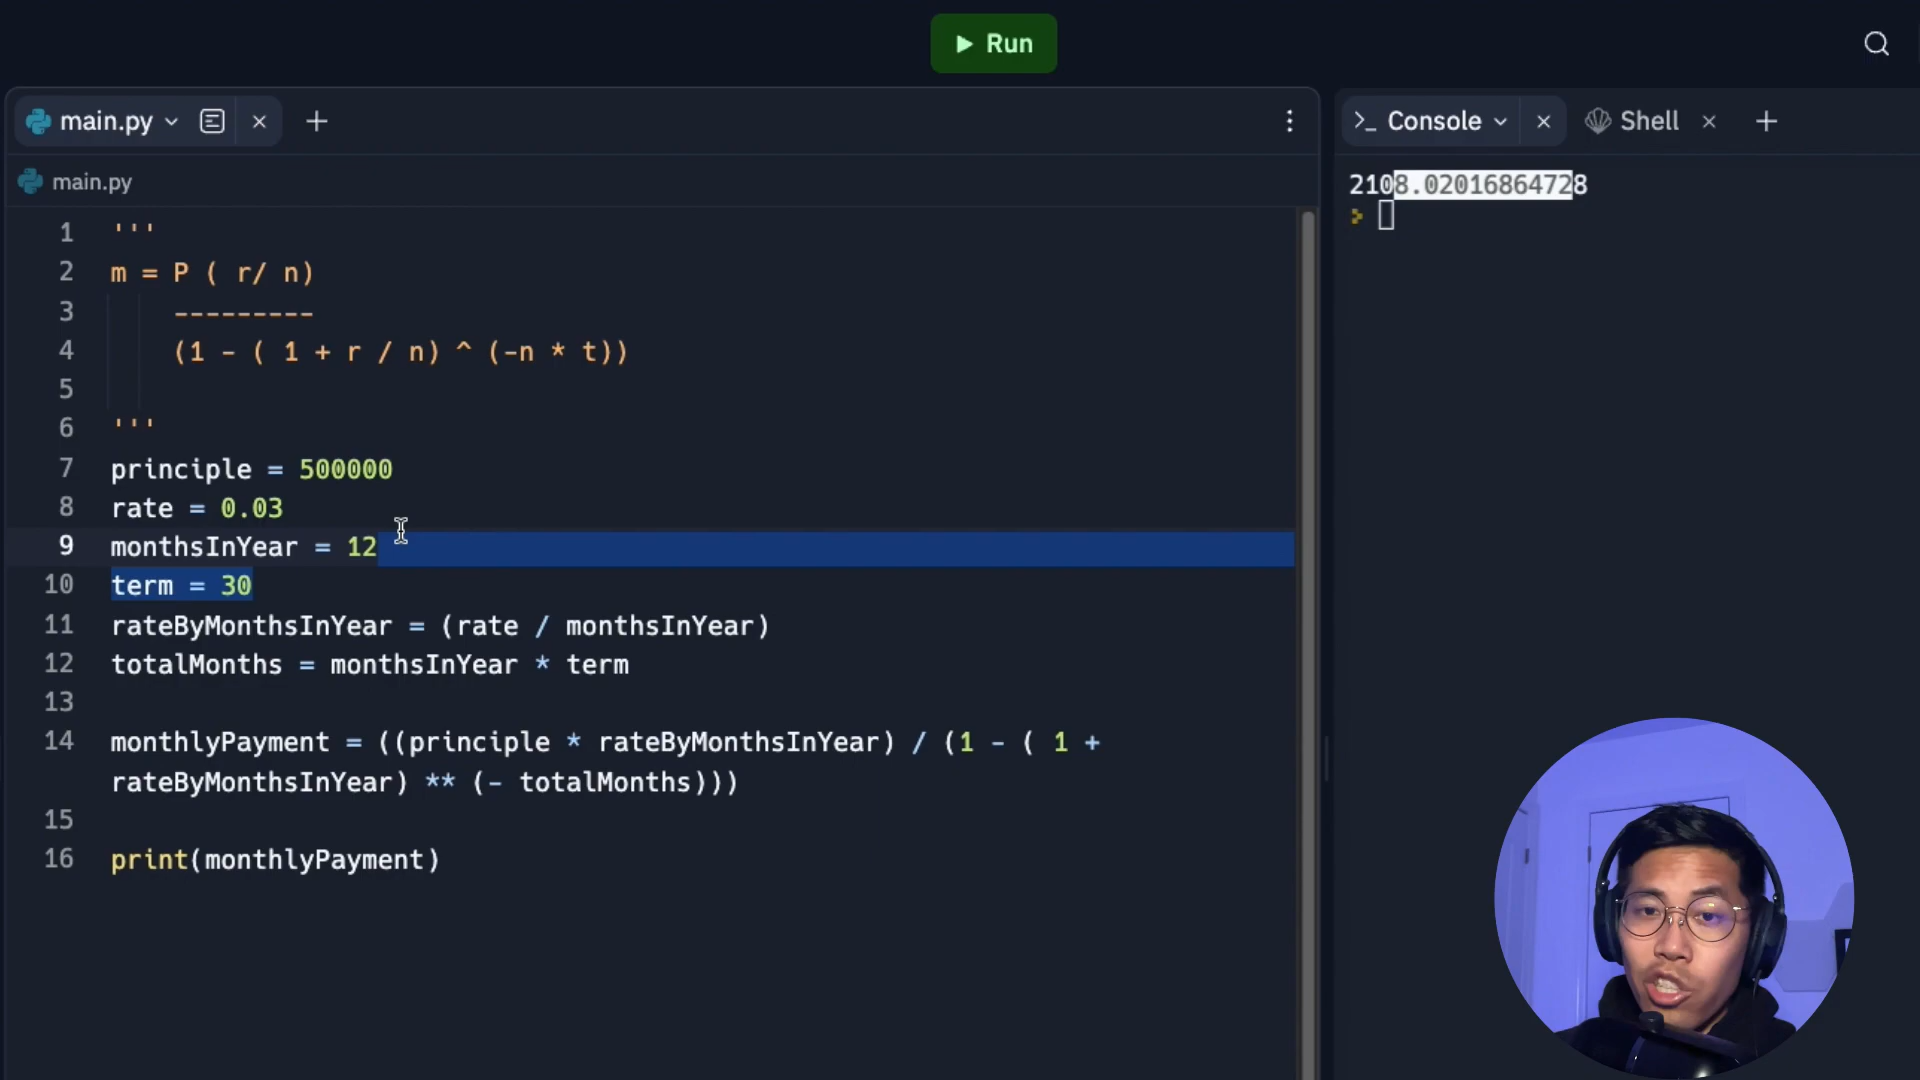 Run
main.py
Console
Shell
main.py
1 '''
2 m = P ( r/ n)
3 ---------
4 (1 - ( 1 + r / n) ^ (-n * t))
5
6 '''
7 principle = 500000
8 rate = 0.03
9 monthsInYear = 12
10 term = 30
11 rateByMonthsInYear = (rate / monthsInYear)
12 totalMonths = monthsInYear * term
13
14 monthlyPayment = ((principle * rateByMonthsInYear) / (1 - ( 1 +
rateByMonthsInYear) ** (- totalMonths)))
15
16 print(monthlyPayment)
2108.02016864728